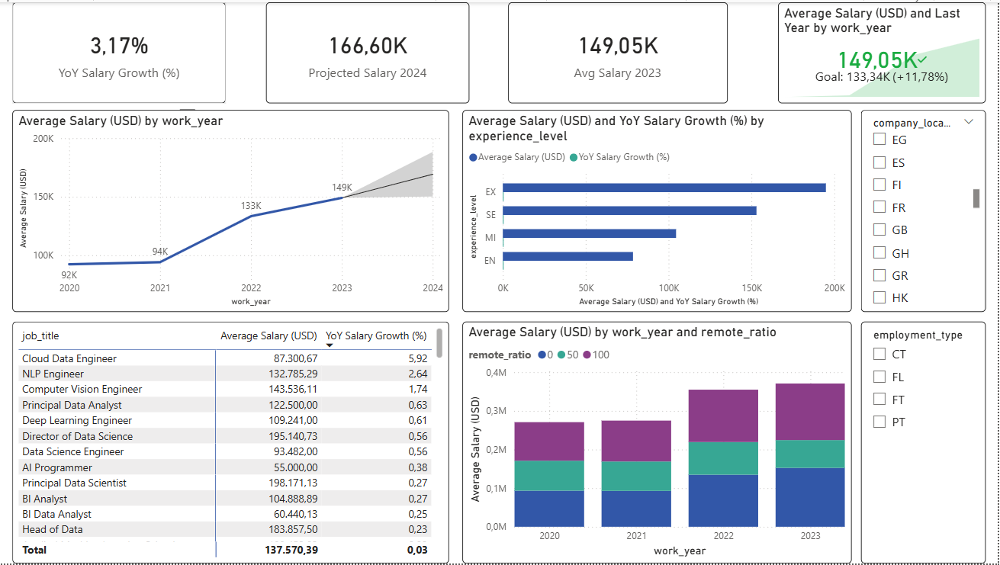 3,17%
YoY Salary Growth (%)
166,60K
Projected Salary 2024
149,05K
Avg Salary 2023
Average Salary (USD) and Last
Year by work_year
149,05K
Goal: 133,34K (+11,78%)
Average Salary (USD) by work_year
200K
150K
100K
Average Salary (USD)
92K
94K
133K
149K
2020 2021 2022 2023 2024
work_year
Average Salary (USD) and YoY Salary Growth (%) by
experience_level
Average Salary (USD) YoY Salary Growth (%)
experience_level
EX
SE
MI
EN
0K 50K 100K 150K 200K
Average Salary (USD) and YoY Salary Growth (%)
company_loca...
EG
ES
FI
FR
GB
GH
GR
HK
job_title Average Salary (USD) YoY Salary Growth (%)
Cloud Data Engineer 87.300,67 5,92
NLP Engineer 132.785,29 2,64
Computer Vision Engineer 143.536,11 1,74
Principal Data Analyst 122.500,00 0,63
Deep Learning Engineer 109.241,00 0,61
Director of Data Science 195.140,73 0,56
Data Science Engineer 93.482,00 0,56
AI Programmer 55.000,00 0,38
Principal Data Scientist 198.171,13 0,27
BI Analyst 104.888,89 0,27
BI Data Analyst 60.440,13 0,25
Head of Data 183.857,50 0,23
Total 137.570,39 0,03
Average Salary (USD) by work_year and remote_ratio
remote_ratio 0 50 100
Average Salary (USD)
0,4M
0,3M
0,2M
0,1M
0,0M
2020 2021 2022 2023
work_year
employment_type
CT
FL
FT
PT